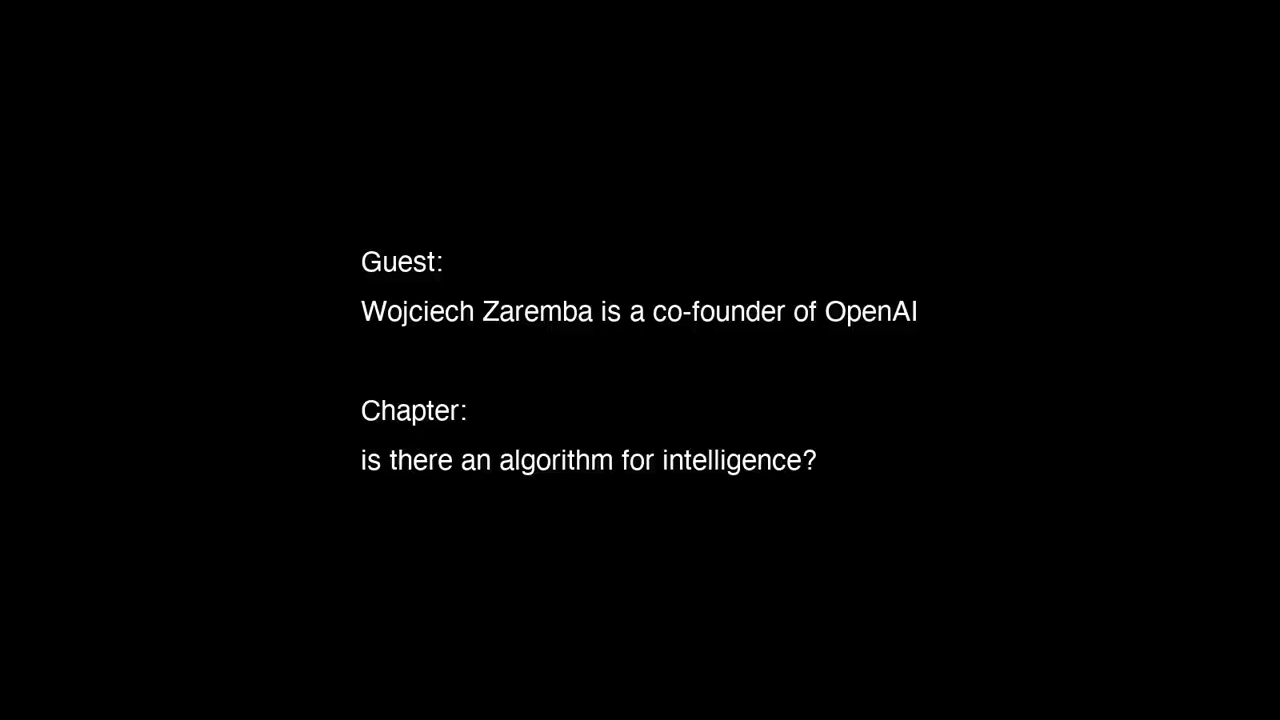 Guest:
Wojciech Zaremba is a co-founder of OpenAI
Chapter:
is there an algorithm for intelligence?